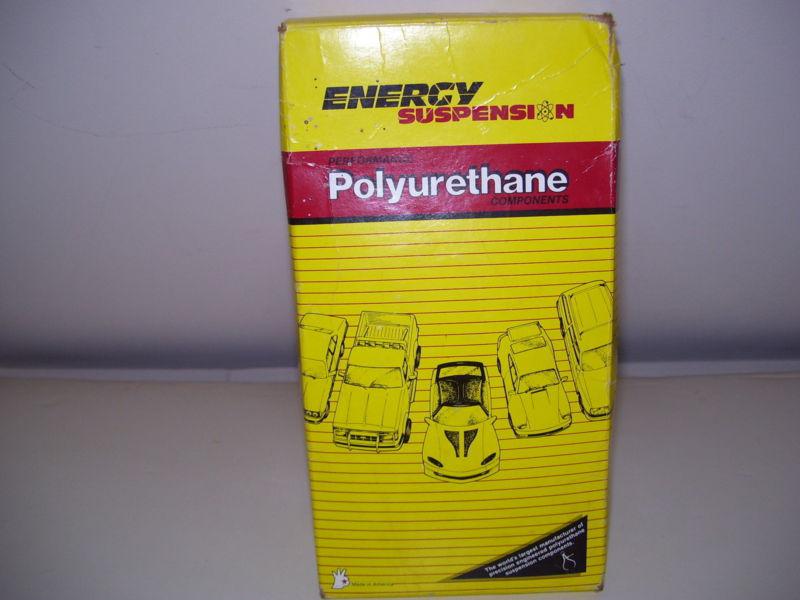 ENERGY
SUSPENSION
PERFORMANCE
Polyurethane
COMPONENTS
The world's largest manufacturer of
precision engineered polyurethane
suspension components.
Made in America